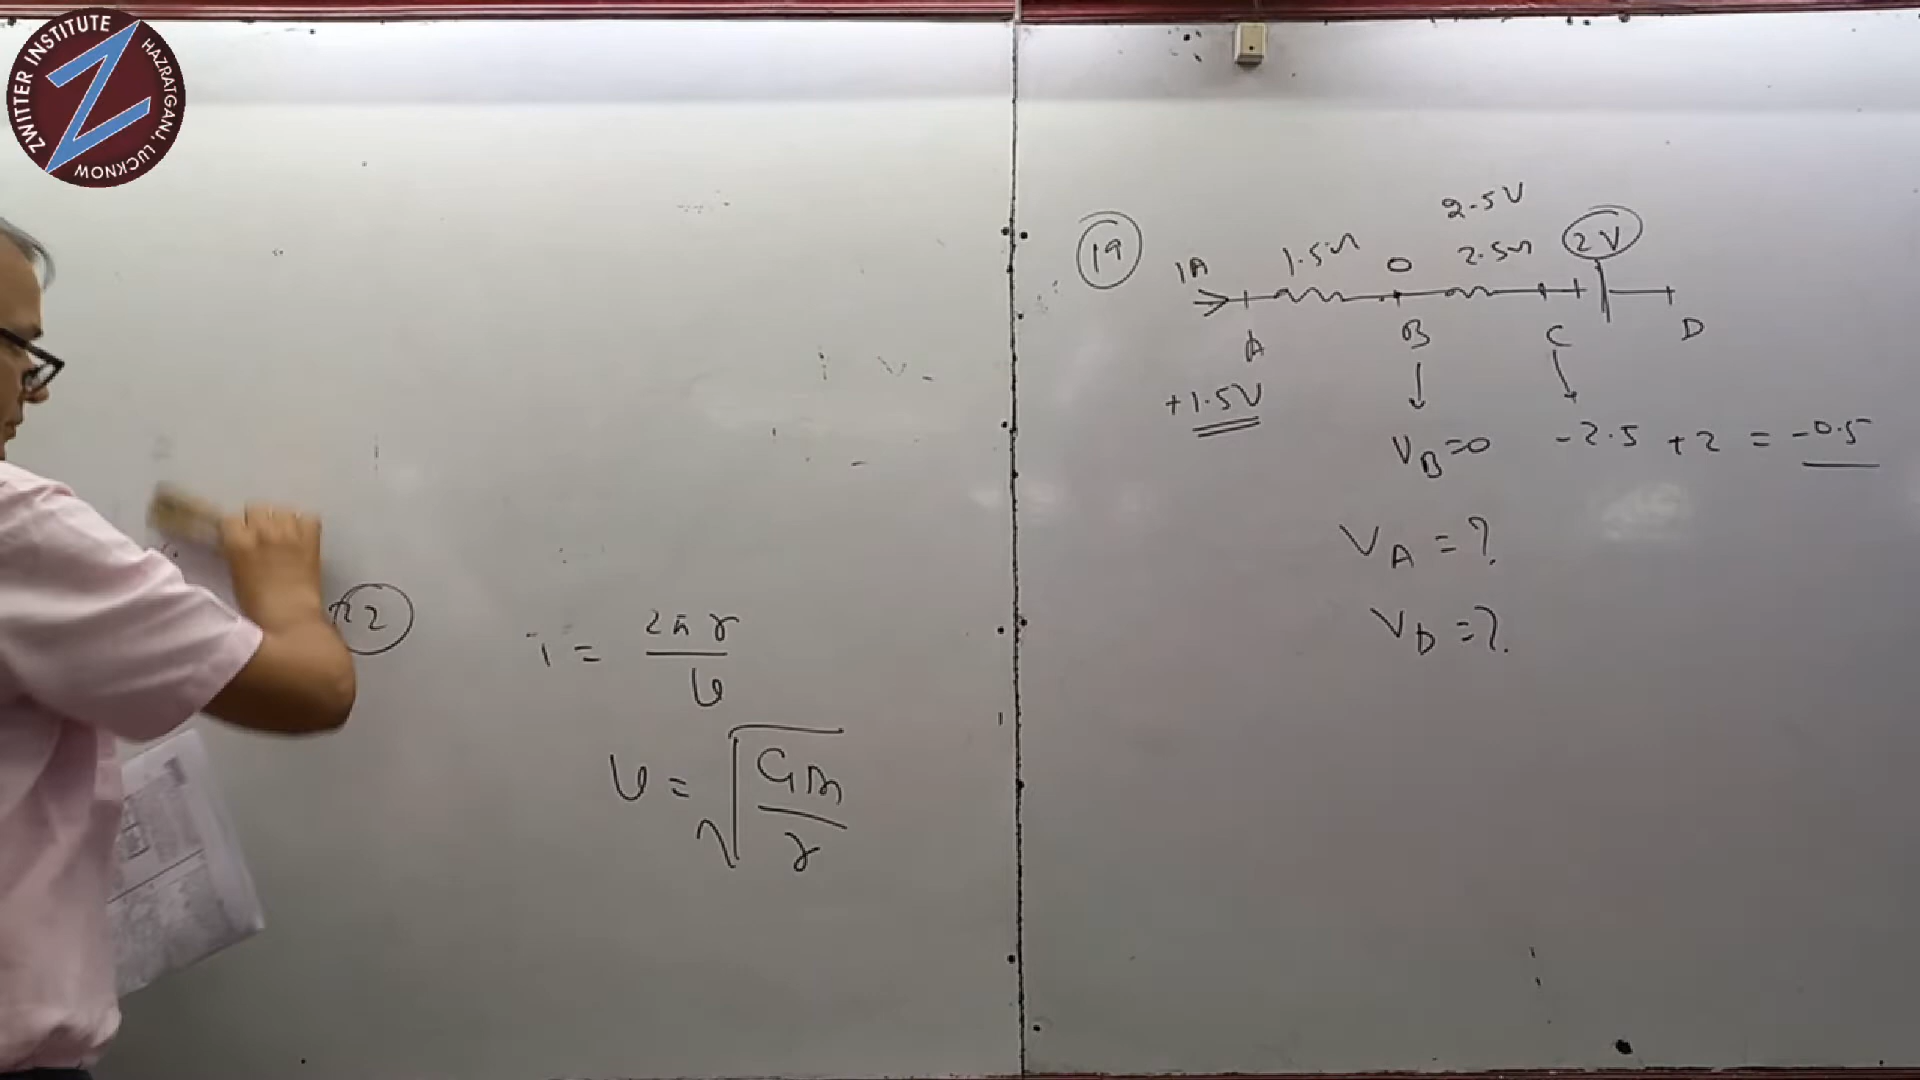 ZWITTER INSTITUTE
HAZRATGANJ, LUCKNOW
Z
22
T = 2πr / v
v = √(GM / r)
19
2.5V
1A 1.5Ω 0 2.5Ω 2V
A B C D
+1.5V
V_B=0 -2.5 +2 = -0.5
V_A = ?
V_D = ?